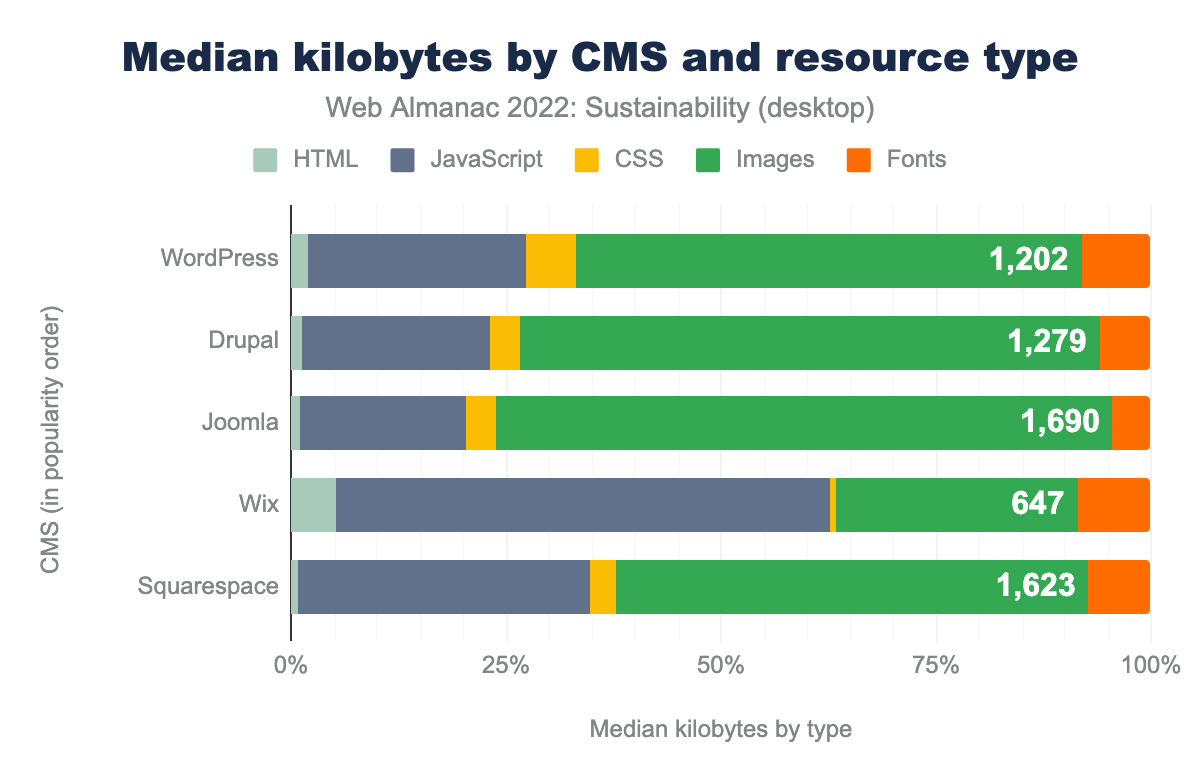 Median kilobytes by CMS and resource type
Web Almanac 2022: Sustainability (desktop)
HTML JavaScript CSS Images Fonts
CMS (in popularity order)
WordPress 1,202
Drupal 1,279
Joomla 1,690
Wix 647
Squarespace 1,623
0% 25% 50% 75% 100%
Median kilobytes by type